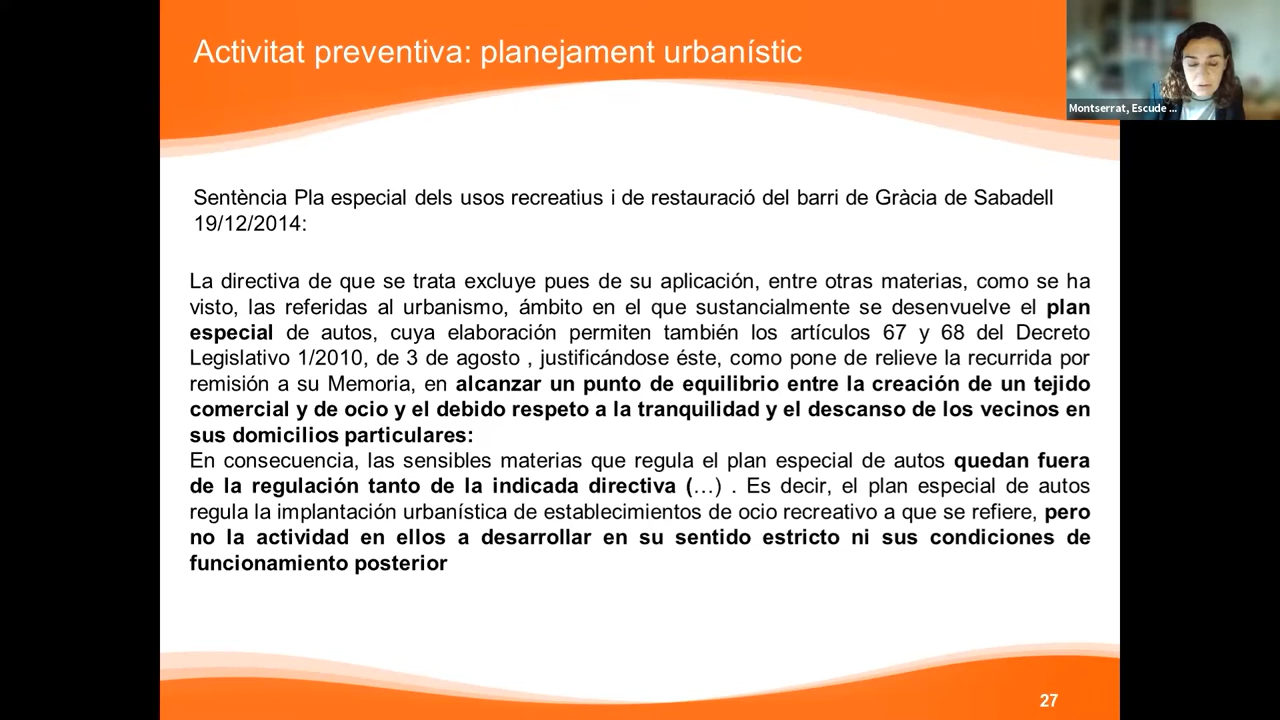 Activitat preventiva: planejament urbanístic
Montserrat, Escude ...
Sentència Pla especial dels usos recreatius i de restauració del barri de Gràcia de Sabadell
19/12/2014:
La directiva de que se trata excluye pues de su aplicación, entre otras materias, como se ha
visto, las referidas al urbanismo, ámbito en el que sustancialmente se desenvuelve el plan
especial de autos, cuya elaboración permiten también los artículos 67 y 68 del Decreto
Legislativo 1/2010, de 3 de agosto , justificándose éste, como pone de relieve la recurrida por
remisión a su Memoria, en alcanzar un punto de equilibrio entre la creación de un tejido
comercial y de ocio y el debido respeto a la tranquilidad y el descanso de los vecinos en
sus domicilios particulares:
En consecuencia, las sensibles materias que regula el plan especial de autos quedan fuera
de la regulación tanto de la indicada directiva (…) . Es decir, el plan especial de autos
regula la implantación urbanística de establecimientos de ocio recreativo a que se refiere, pero
no la actividad en ellos a desarrollar en su sentido estricto ni sus condiciones de
funcionamiento posterior
27